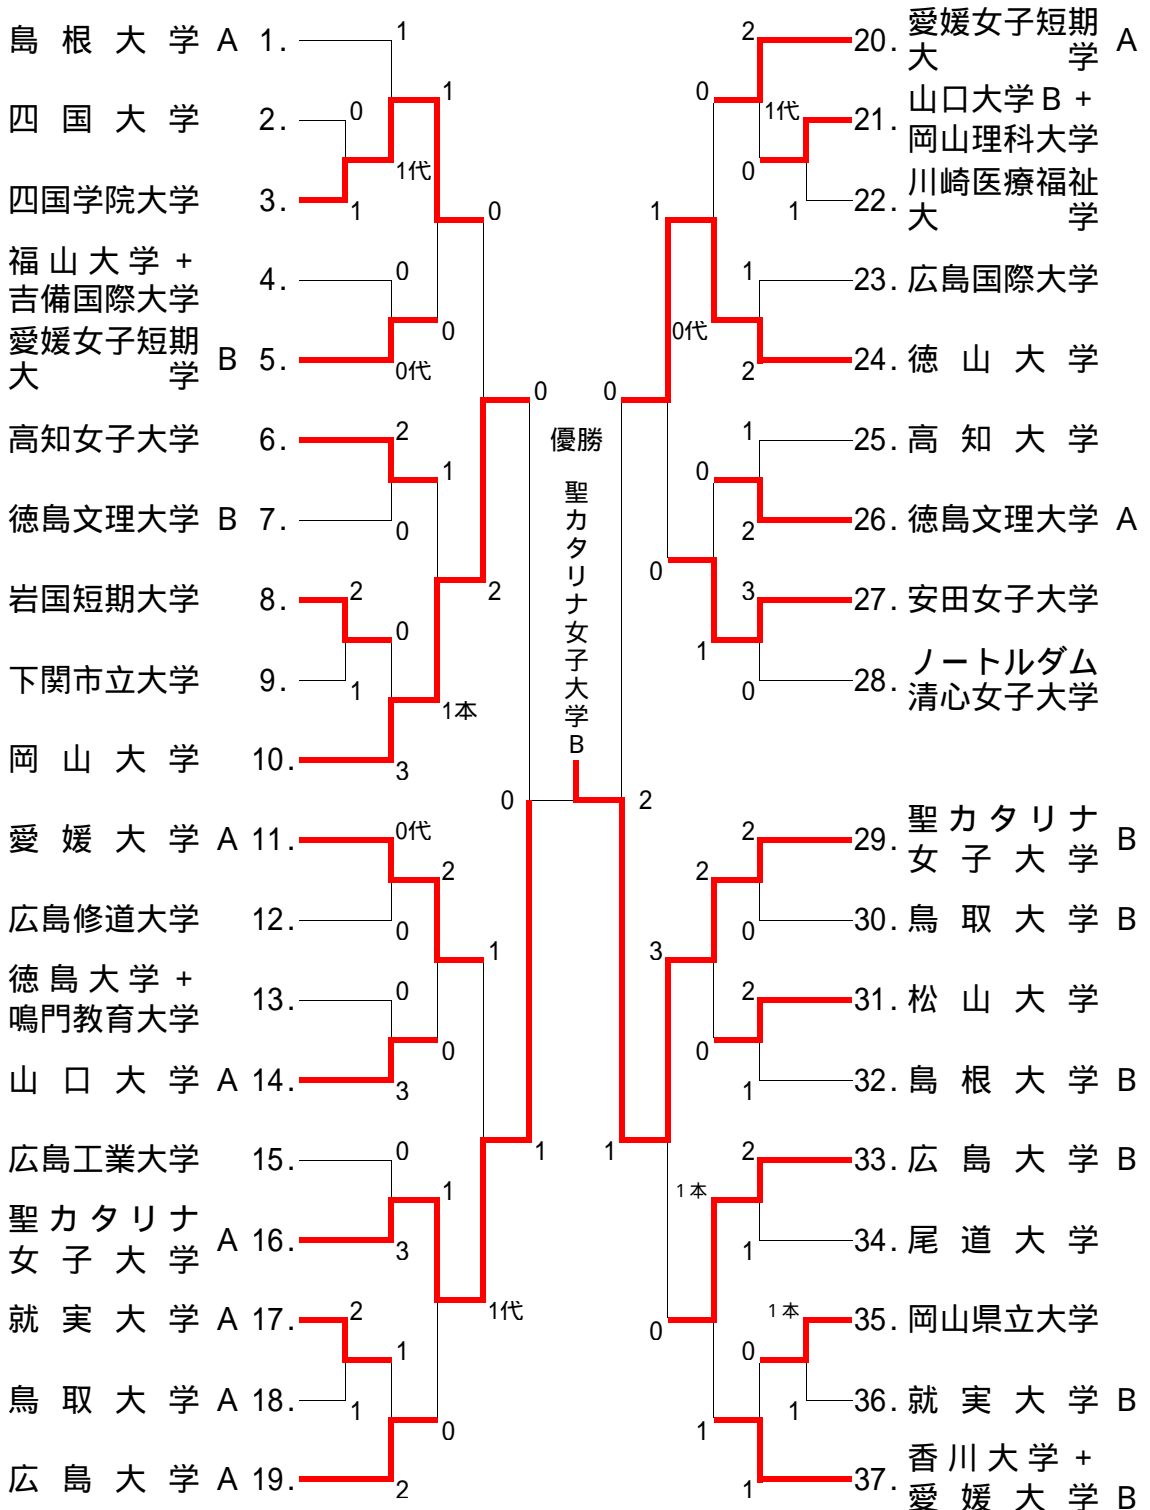 島根大学 A 1.
1
四国大学 2.
0
1
1代
四国学院大学 3.
1
0
福山大学 +
吉備国際大学
4.
0
愛媛女子短期
大学
B 5.
0代
0
0
高知女子大学 6.
2
1
徳島文理大学 B 7.
0
岩国短期大学 8.
2
0
2
下関市立大学 9.
1
1本
岡山大学 10.
3
0
愛媛大学 A 11.
0代
2
広島修道大学 12.
0
1
徳島大学 +
鳴門教育大学
13.
0
0
山口大学 A 14.
3
広島工業大学 15.
0
1
1
聖カタリナ
女子大学
A 16.
3
就実大学 A 17.
2
1
1代
鳥取大学 A 18.
1
0
広島大学 A 19.
2
優勝
聖カタリナ女子大学B
2
20. 愛媛女子短期
大学
A
0
1代
21. 山口大学B +
岡山理科大学
0
1
22. 川崎医療福祉
大学
1
1
23. 広島国際大学
0代
2
24. 徳山大学
0
1
25. 高知大学
0
2
26. 徳島文理大学 A
0
3
27. 安田女子大学
1
0
28. ノートルダム
清心女子大学
2
2
29. 聖カタリナ
女子大学
B
2
0
30. 鳥取大学 B
3
2
31. 松山大学
0
1
32. 島根大学 B
1
2
33. 広島大学 B
1本
1
34. 尾道大学
0
1本
35. 岡山県立大学
0
1
36. 就実大学 B
1
1
37. 香川大学 +
愛媛大学 B